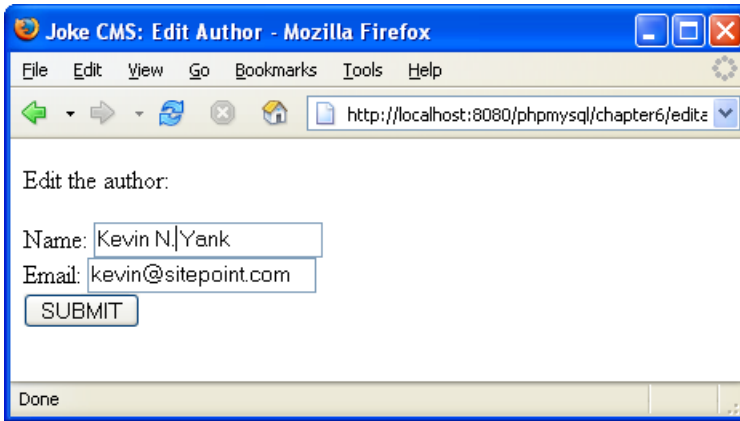 Joke CMS: Edit Author - Mozilla Firefox
File Edit View Go Bookmarks Tools Help
http://localhost:8080/phpmysql/chapter6/edita
Edit the author:
Name: Kevin N. Yank
Email: kevin@sitepoint.com
SUBMIT
Done